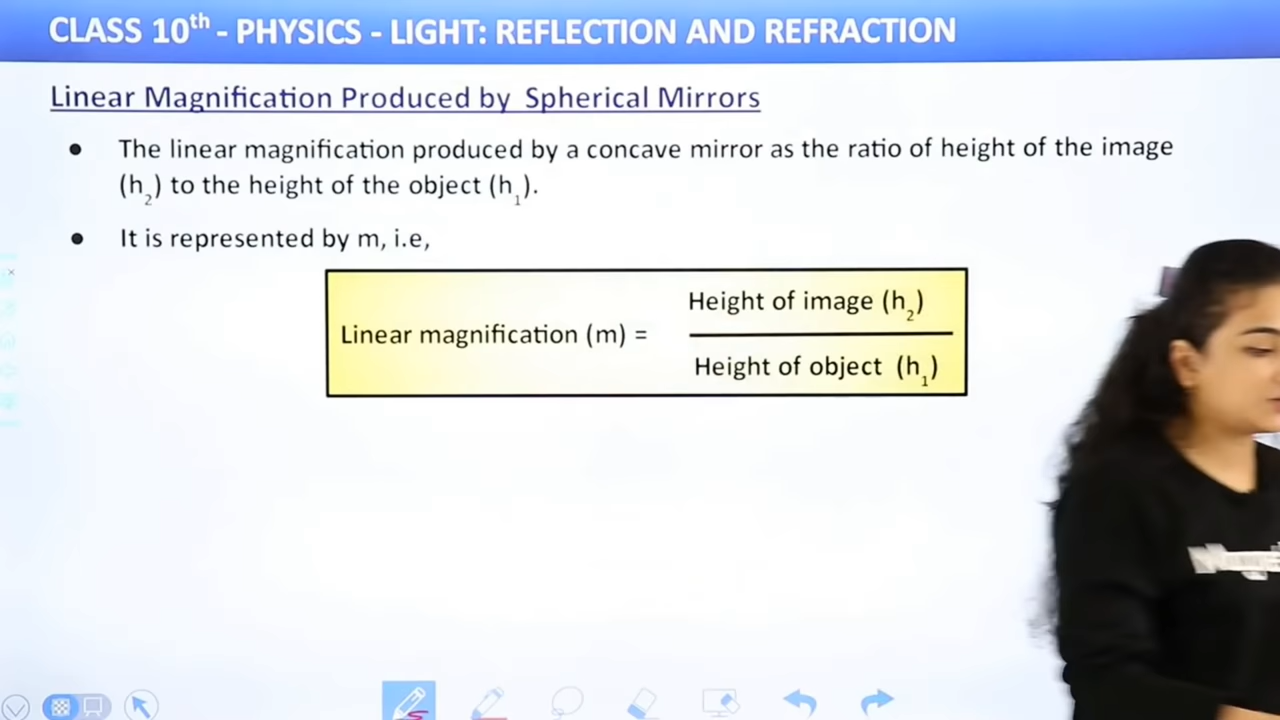 CLASS 10th - PHYSICS - LIGHT: REFLECTION AND REFRACTION
Linear Magnification Produced by Spherical Mirrors
● The linear magnification produced by a concave mirror as the ratio of height of the image
(h₂) to the height of the object (h₁).
● It is represented by m, i.e,
Height of image (h₂)
Linear magnification (m) =
Height of object (h₁)